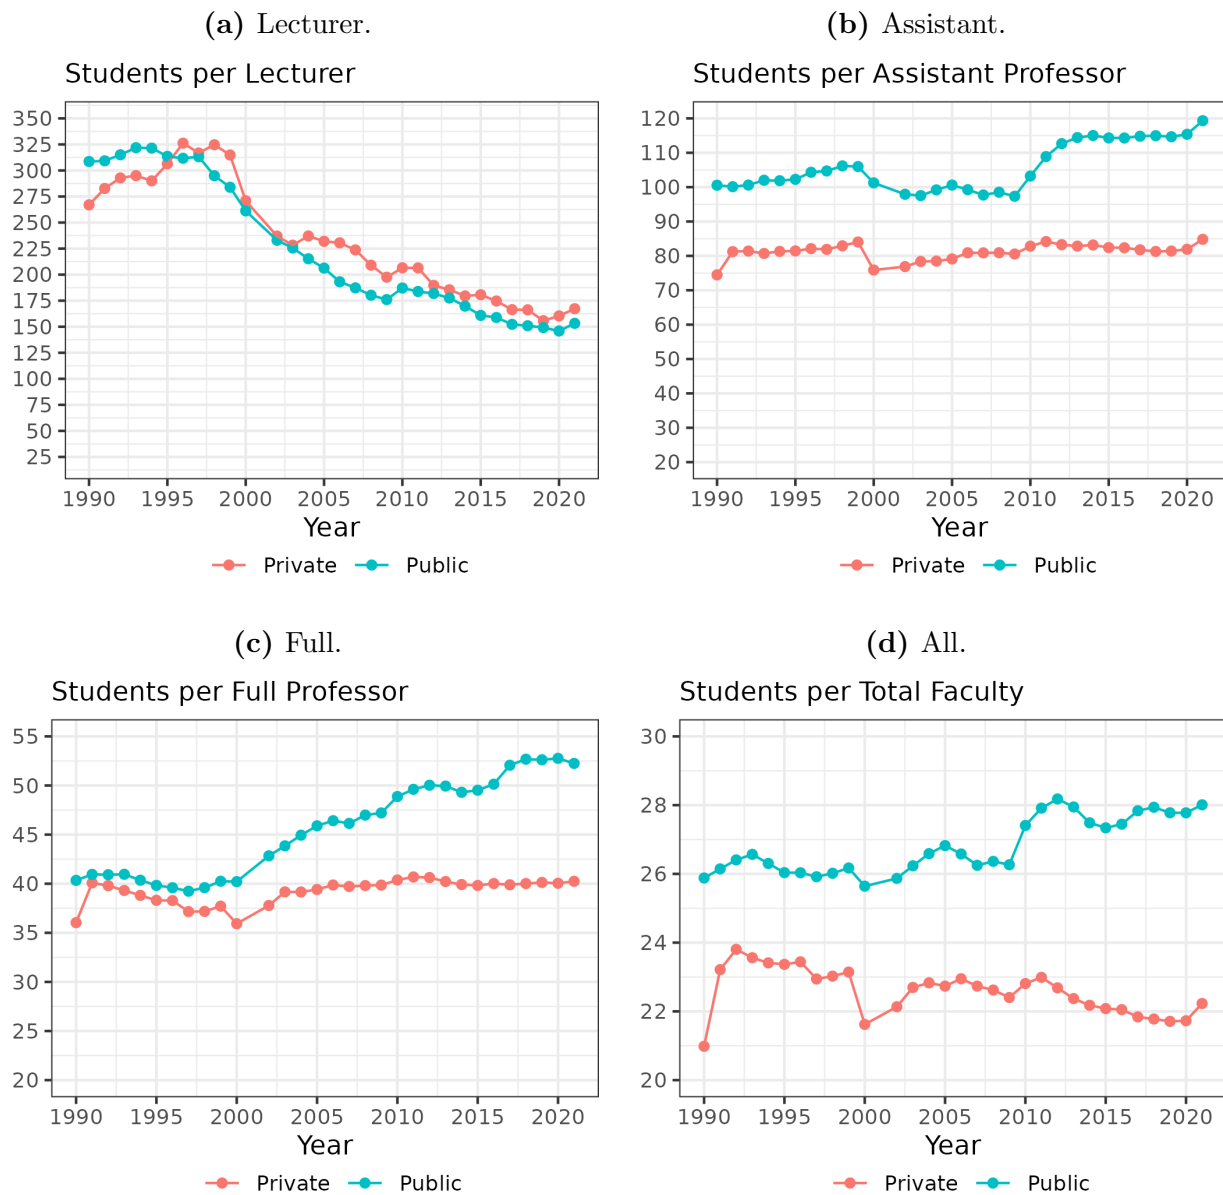 (a) Lecturer.
Students per Lecturer
350
325
300
275
250
225
200
175
150
125
100
75
50
25
1990 1995 2000 2005 2010 2015 2020
Year
Private Public
(b) Assistant.
Students per Assistant Professor
120
110
100
90
80
70
60
50
40
30
20
1990 1995 2000 2005 2010 2015 2020
Year
Private Public
(c) Full.
Students per Full Professor
55
50
45
40
35
30
25
20
1990 1995 2000 2005 2010 2015 2020
Year
Private Public
(d) All.
Students per Total Faculty
30
28
26
24
22
20
1990 1995 2000 2005 2010 2015 2020
Year
Private Public